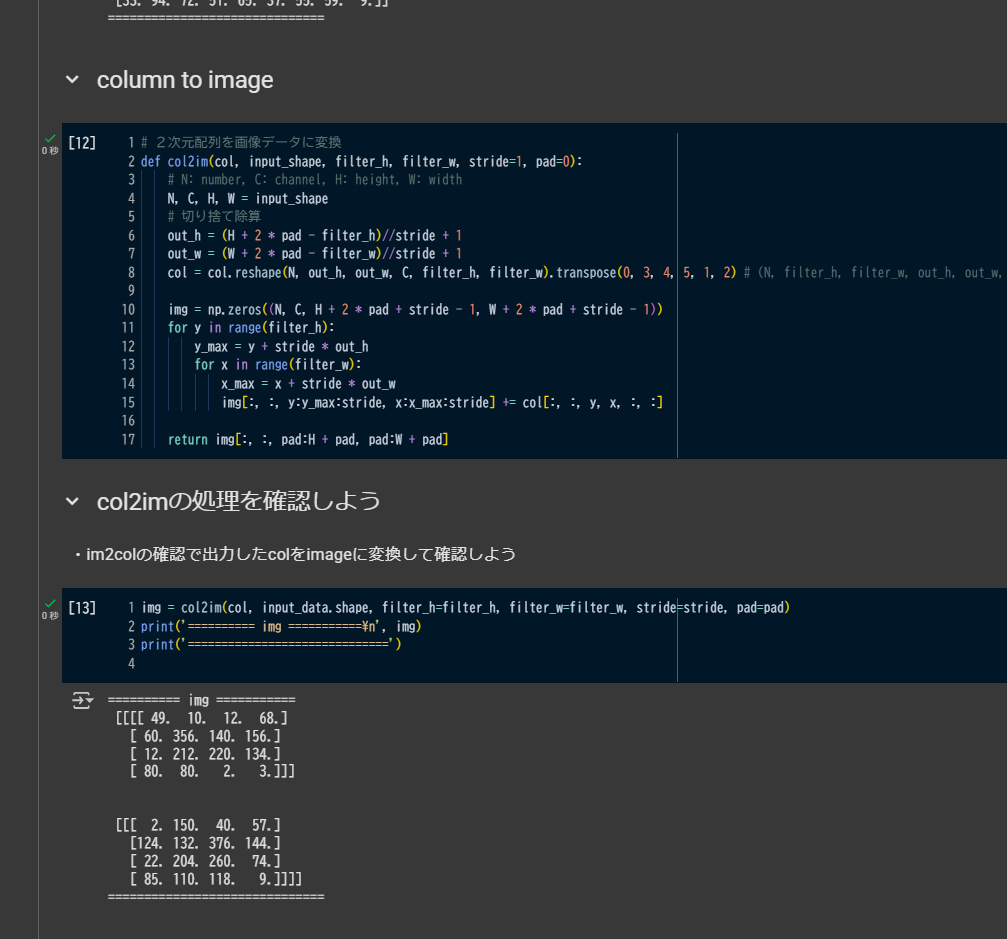 [33. 94. 72. 51. 65. 37. 55. 59.  9.]]
==============================
column to image
[12]
0 秒
1 # ２次元配列を画像データに変換
2 def col2im(col, input_shape, filter_h, filter_w, stride=1, pad=0):
3     # N: number, C: channel, H: height, W: width
4     N, C, H, W = input_shape
5     # 切り捨て除算
6     out_h = (H + 2 * pad - filter_h)//stride + 1
7     out_w = (W + 2 * pad - filter_w)//stride + 1
8     col = col.reshape(N, out_h, out_w, C, filter_h, filter_w).transpose(0, 3, 4, 5, 1, 2) # (N, filter_h, filter_w, out_h, out_w,
9
10     img = np.zeros((N, C, H + 2 * pad + stride - 1, W + 2 * pad + stride - 1))
11     for y in range(filter_h):
12         y_max = y + stride * out_h
13         for x in range(filter_w):
14             x_max = x + stride * out_w
15             img[:, :, y:y_max:stride, x:x_max:stride] += col[:, :, y, x, :, :]
16
17     return img[:, :, pad:H + pad, pad:W + pad]
col2imの処理を確認しよう
・im2colの確認で出力したcolをimageに変換して確認しよう
[13]
0 秒
1 img = col2im(col, input_data.shape, filter_h=filter_h, filter_w=filter_w, stride=stride, pad=pad)
2 print('========== img ===========¥n', img)
3 print('==============================')
4
========== img ===========
[[[[ 49.  10.  12.  68.]
[ 60. 356. 140. 156.]
[ 12. 212. 220. 134.]
[ 80.  80.   2.   3.]]]
[[[  2. 150.  40.  57.]
[124. 132. 376. 144.]
[ 22. 204. 260.  74.]
[ 85. 110. 118.   9.]]]]
==============================